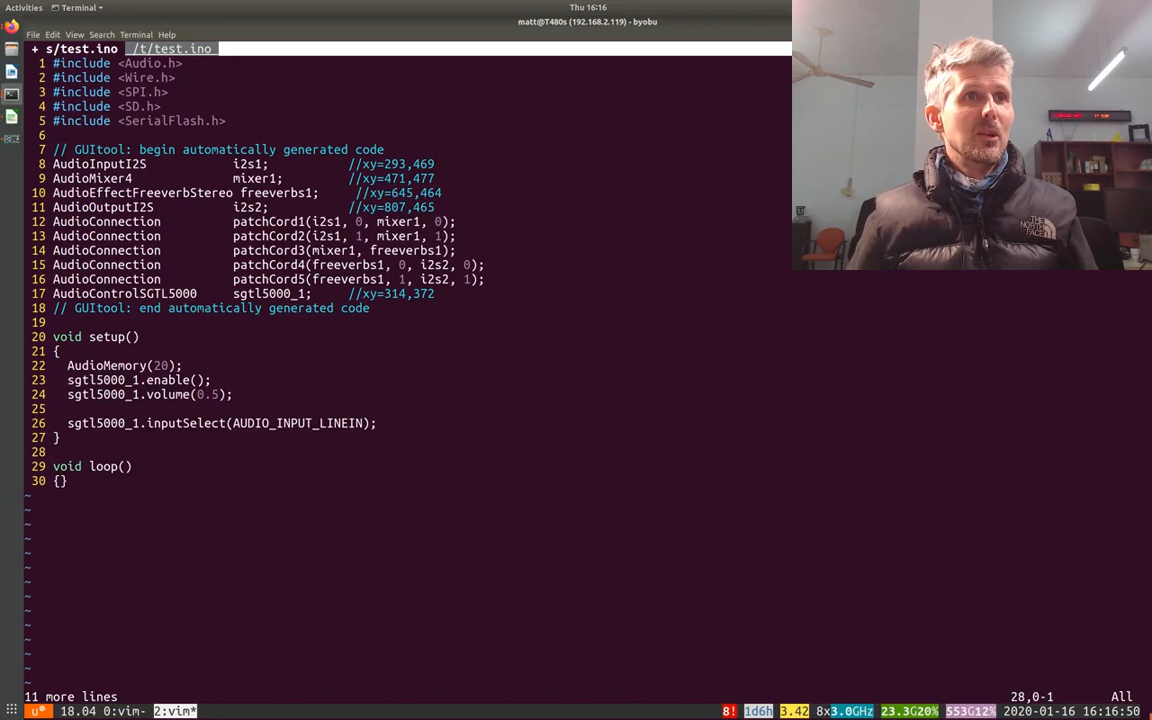 Activities Terminal Thu 16:16
matt@T480s (192.168.2.119) - byobu
File Edit View Search Terminal Help
+ s/test.ino /t/test.ino
1 #include <Audio.h>
2 #include <Wire.h>
3 #include <SPI.h>
4 #include <SD.h>
5 #include <SerialFlash.h>
6
7 // GUItool: begin automatically generated code
8 AudioInputI2S i2s1; //xy=293,469
9 AudioMixer4 mixer1; //xy=471,477
10 AudioEffectFreeverbStereo freeverbs1; //xy=645,464
11 AudioOutputI2S i2s2; //xy=807,465
12 AudioConnection patchCord1(i2s1, 0, mixer1, 0);
13 AudioConnection patchCord2(i2s1, 1, mixer1, 1);
14 AudioConnection patchCord3(mixer1, freeverbs1);
15 AudioConnection patchCord4(freeverbs1, 0, i2s2, 0);
16 AudioConnection patchCord5(freeverbs1, 1, i2s2, 1);
17 AudioControlSGTL5000 sgtl5000_1; //xy=314,372
18 // GUItool: end automatically generated code
19
20 void setup()
21 {
22 AudioMemory(20);
23 sgtl5000_1.enable();
24 sgtl5000_1.volume(0.5);
25
26 sgtl5000_1.inputSelect(AUDIO_INPUT_LINEIN);
27 }
28
29 void loop()
30 {}
~
~
~
~
~
~
~
~
~
~
~
~
~
~
11 more lines 28,0-1 All
u* 18.04 0:vim- 2:vim* 8! 1d6h 3.42 8x3.0GHz 23.3G20% 553G12% 2020-01-16 16:16:50
THE
NORTH
FACE